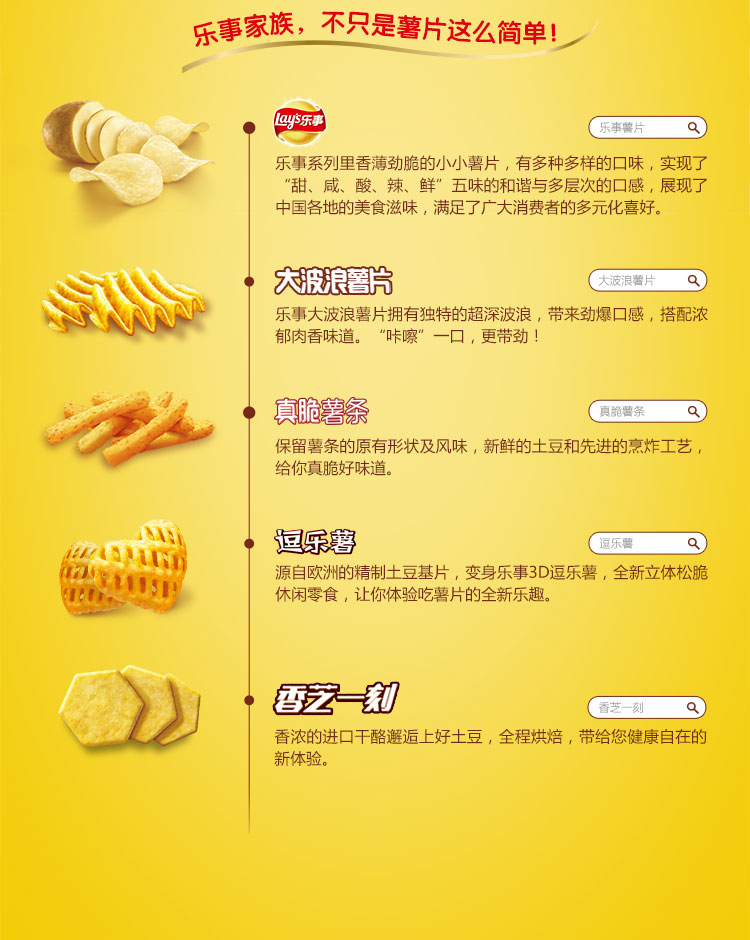 乐事家族，不只是薯片这么简单！
Lay's乐事
乐事薯片
乐事系列里香薄劲脆的小小薯片，有多种多样的口味，实现了
“甜、咸、酸、辣、鲜”五味的和谐与多层次的口感，展现了
中国各地的美食滋味，满足了广大消费者的多元化喜好。
大波浪薯片
大波浪薯片
乐事大波浪薯片拥有独特的超深波浪，带来劲爆口感，搭配浓
郁肉香味道。“咔嚓”一口，更带劲！
真脆薯条
真脆薯条
保留薯条的原有形状及风味，新鲜的土豆和先进的烹炸工艺，
给你真脆好味道。
逗乐薯
逗乐薯
源自欧洲的精制土豆基片，变身乐事3D逗乐薯，全新立体松脆
休闲零食，让你体验吃薯片的全新乐趣。
香芝一刻
香芝一刻
香浓的进口干酪邂逅上好土豆，全程烘焙，带给您健康自在的
新体验。